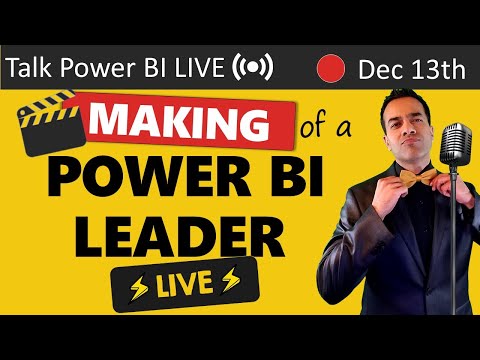 Talk Power BI LIVE
Dec 13th
MAKING of a
POWER BI
LEADER
LIVE